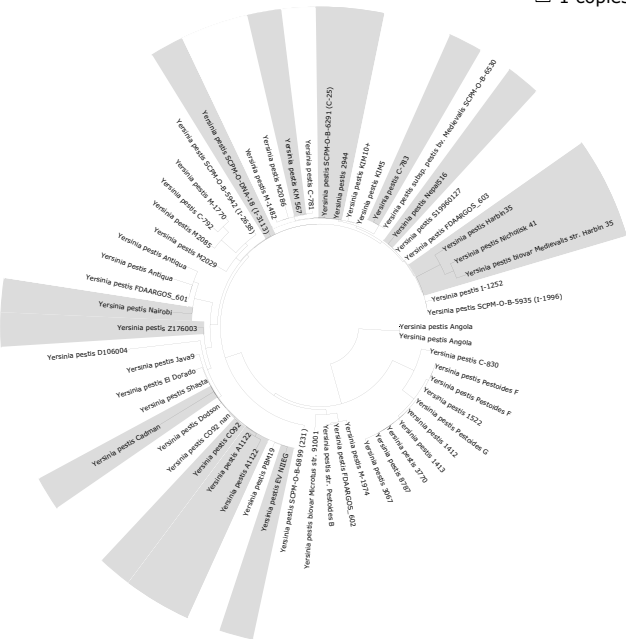 1 copies
Yersinia pestis SCPM-O-B-6291 (C-25)
Yersinia pestis 2944
Yersinia pestis KIM10+
Yersinia pestis KIM5
Yersinia pestis C-783
Yersinia pestis subsp. pestis bv. Medievalis SCPM-O-B-6530
Yersinia pestis Nepal516
Yersinia pestis S19960127
Yersinia pestis FDAARGOS_603
Yersinia pestis Harbin35
Yersinia pestis Nicholisk 41
Yersinia pestis biovar Medievalis str. Harbin 35
Yersinia pestis I-1252
Yersinia pestis SCPM-O-B-5935 (I-1996)
Yersinia pestis Angola
Yersinia pestis Angola
Yersinia pestis C-830
Yersinia pestis Pestoides F
Yersinia pestis Pestoides F
Yersinia pestis 1522
Yersinia pestis Pestoides G
Yersinia pestis 1412
Yersinia pestis 1413
Yersinia pestis 3770
Yersinia pestis 8787
Yersinia pestis 3067
Yersinia pestis M-1974
Yersinia pestis FDAARGOS_602
Yersinia pestis str. Pestoides B
Yersinia pestis biovar Microtus str. 91001
Yersinia pestis SCPM-O-B-6899 (231)
Yersinia pestis EV NIIEG
Yersinia pestis PBM19
Yersinia pestis A1122
Yersinia pestis A1122
Yersinia pestis CO92
Yersinia pestis CO92 nan
Yersinia pestis Dodson
Yersinia pestis Cadman
Yersinia pestis Shasta
Yersinia pestis El Dorado
Yersinia pestis Java9
Yersinia pestis D106004
Yersinia pestis Z176003
Yersinia pestis Nairobi
Yersinia pestis FDAARGOS_601
Yersinia pestis Antiqua
Yersinia pestis Antiqua
Yersinia pestis M2029
Yersinia pestis M2085
Yersinia pestis C-792
Yersinia pestis M-1770
Yersinia pestis SCPM-O-B-5942 (I-2638)
Yersinia pestis SCPM-O-DNA-18 (I-3113)
Yersinia pestis M-1482
Yersinia pestis M2086
Yersinia pestis KM 567
Yersinia pestis C-781